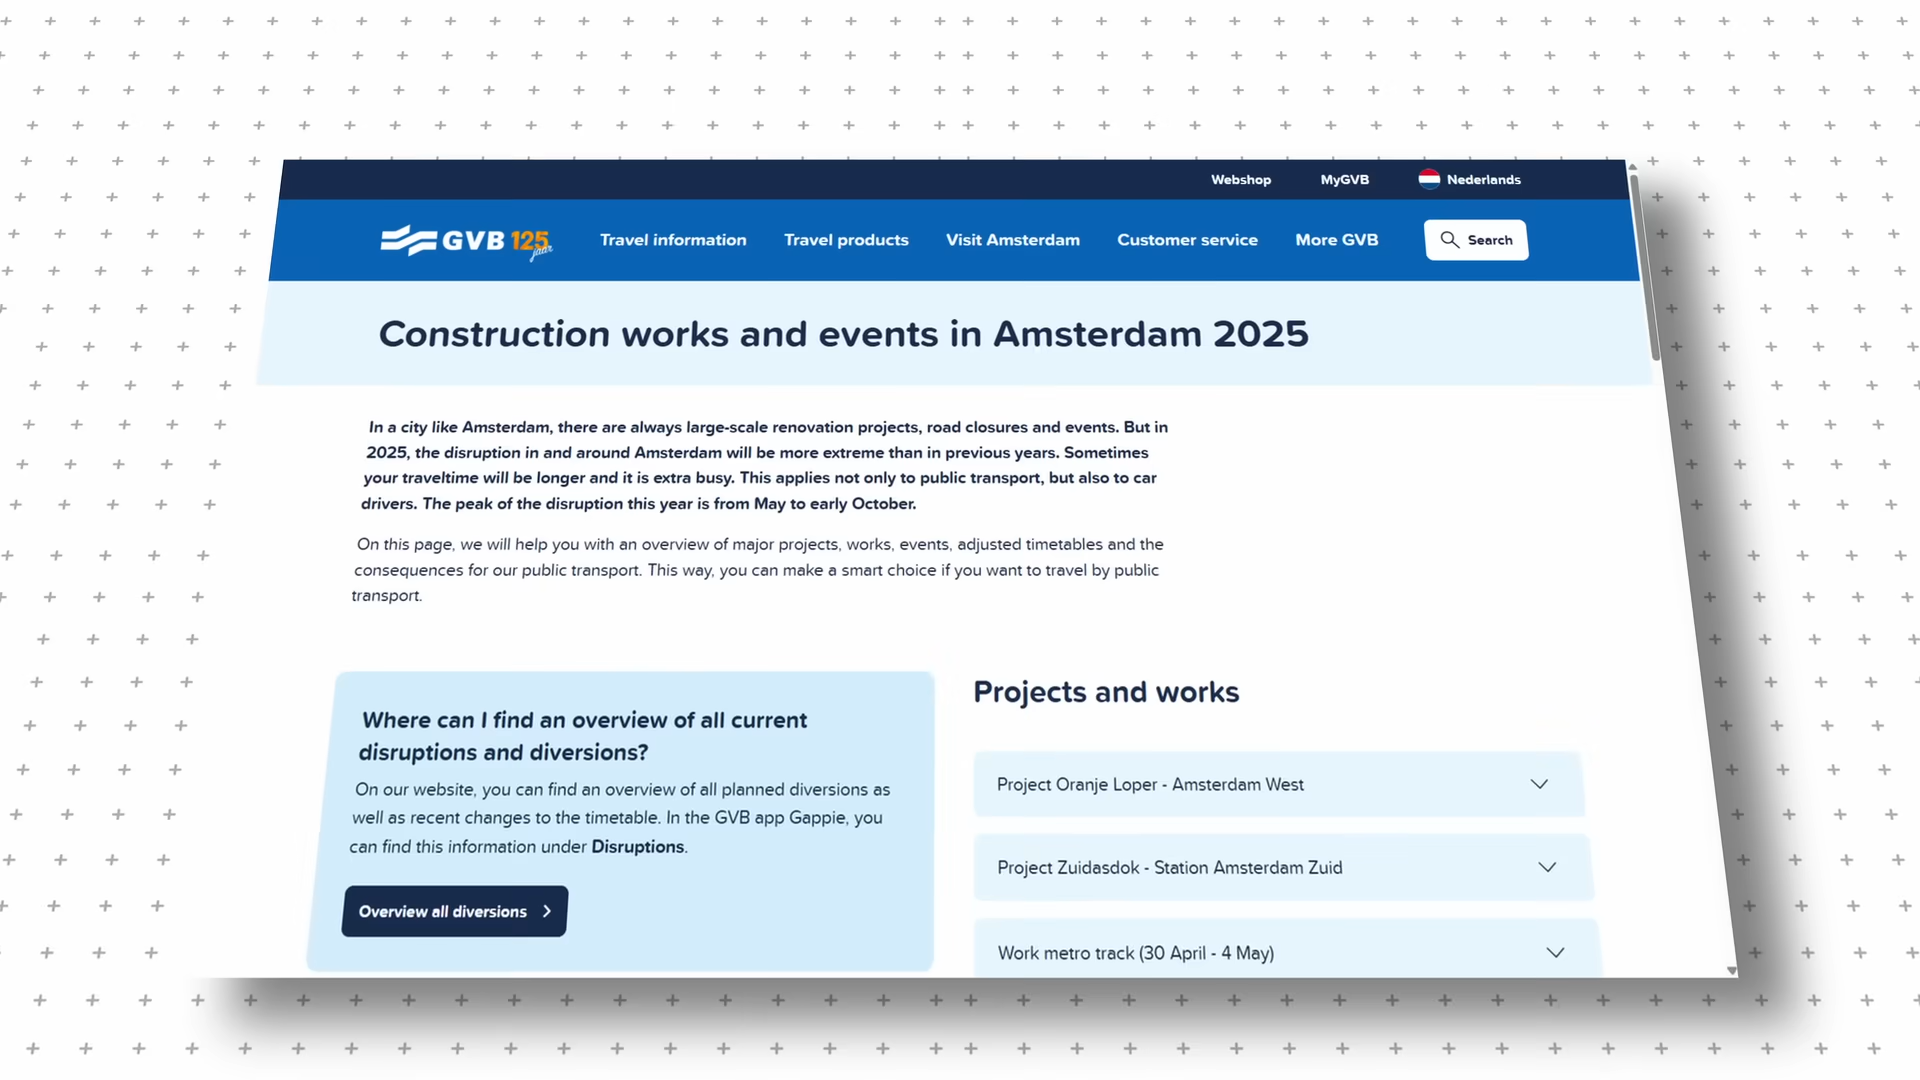 Webshop MyGVB Nederlands
GVB 125 jaar Travel information Travel products Visit Amsterdam Customer service More GVB Search
Construction works and events in Amsterdam 2025
In a city like Amsterdam, there are always large-scale renovation projects, road closures and events. But in
2025, the disruption in and around Amsterdam will be more extreme than in previous years. Sometimes
your traveltime will be longer and it is extra busy. This applies not only to public transport, but also to car
drivers. The peak of the disruption this year is from May to early October.
On this page, we will help you with an overview of major projects, works, events, adjusted timetables and the
consequences for our public transport. This way, you can make a smart choice if you want to travel by public
transport.
Where can I find an overview of all current
disruptions and diversions?
On our website, you can find an overview of all planned diversions as
well as recent changes to the timetable. In the GVB app Gappie, you
can find this information under Disruptions.
Overview all diversions
Projects and works
Project Oranje Loper - Amsterdam West
Project Zuidasdok - Station Amsterdam Zuid
Work metro track (30 April - 4 May)